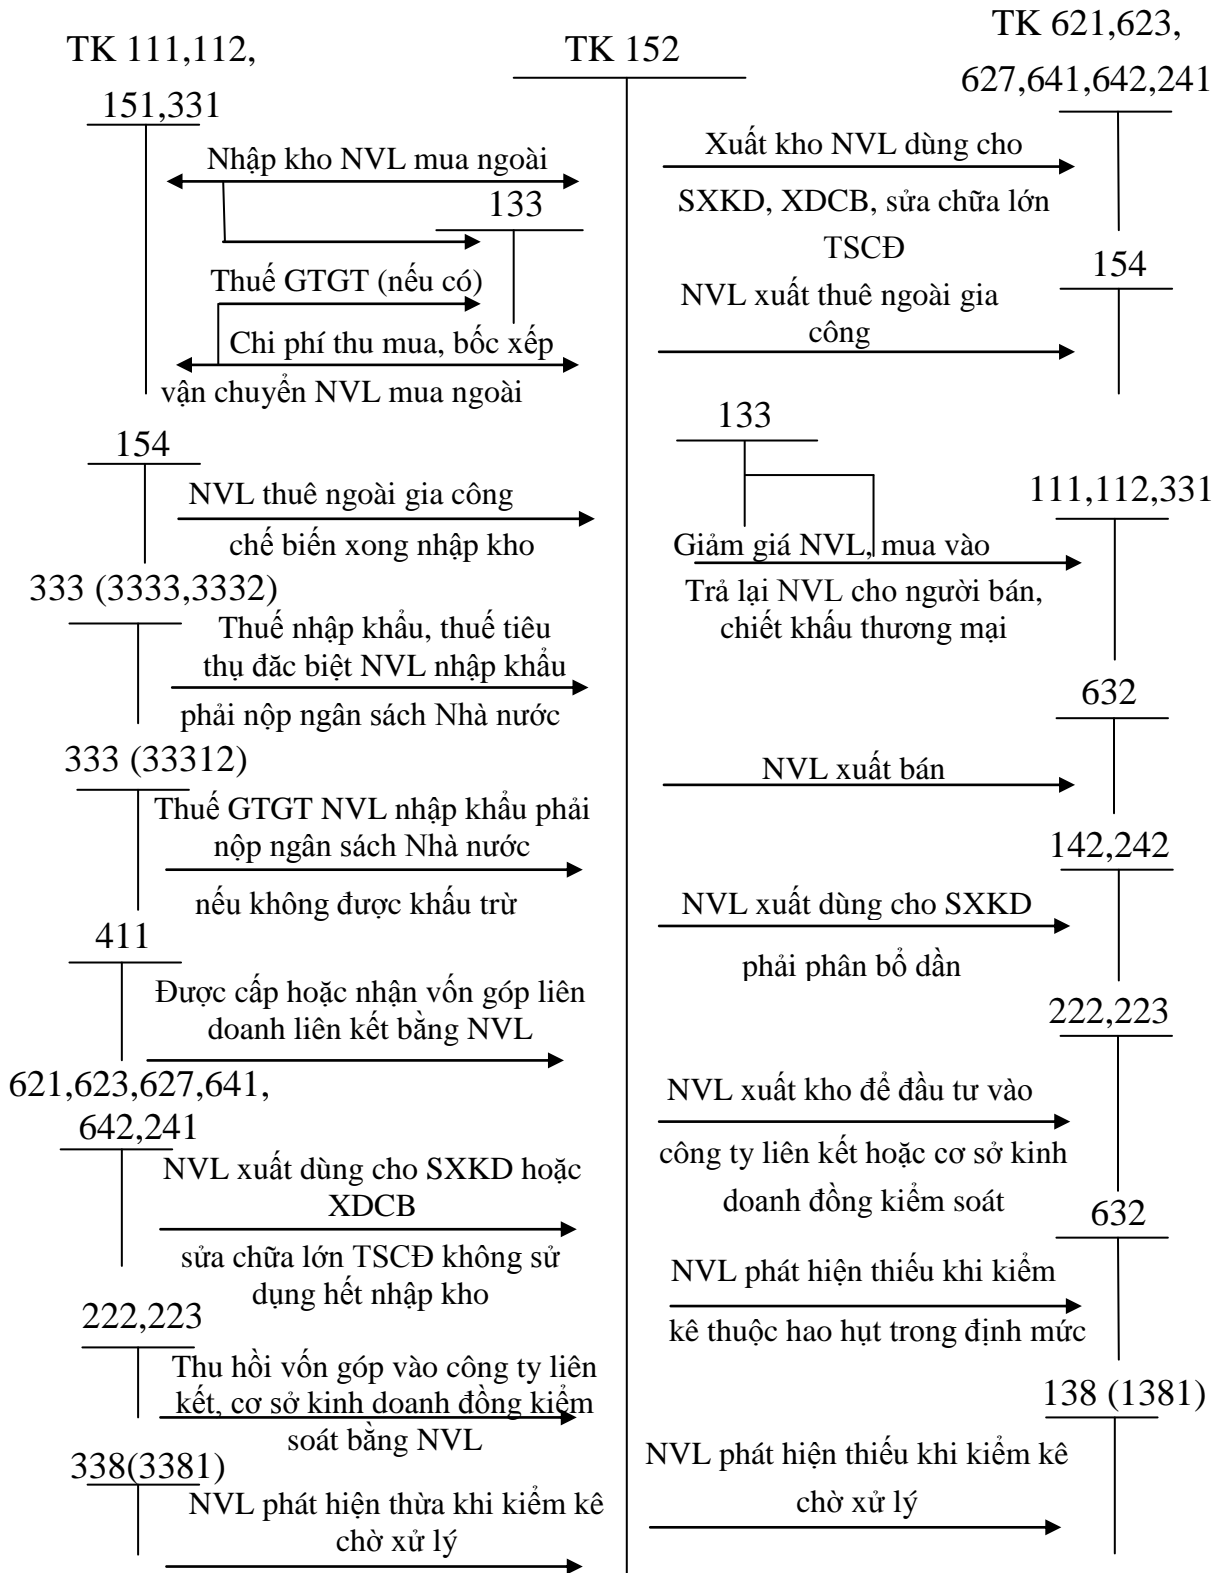 TK 111,112,
151,331
TK 152
TK 621,623,
627,641,642,241
Nhập kho NVL mua ngoài
133
Thuế GTGT (nếu có)
Chi phí thu mua, bốc xếp
vận chuyển NVL mua ngoài
154
NVL thuê ngoài gia công
chế biến xong nhập kho
333 (3333,3332)
Thuế nhập khẩu, thuế tiêu
thụ đăc biệt NVL nhập khẩu
phải nộp ngân sách Nhà nước
333 (33312)
Thuế GTGT NVL nhập khẩu phải
nộp ngân sách Nhà nước
nếu không được khấu trừ
411
Được cấp hoặc nhận vốn góp liên
doanh liên kết bằng NVL
621,623,627,641,
642,241
NVL xuất dùng cho SXKD hoặc
XDCB
sửa chữa lớn TSCĐ không sử
dụng hết nhập kho
222,223
Thu hồi vốn góp vào công ty liên
kết, cơ sở kinh doanh đồng kiểm
soát bằng NVL
338(3381)
NVL phát hiện thừa khi kiểm kê
chờ xử lý
Xuất kho NVL dùng cho
SXKD, XDCB, sửa chữa lớn
TSCĐ
154
NVL xuất thuê ngoài gia
công
133
111,112,331
Giảm giá NVL, mua vào
Trả lại NVL cho người bán,
chiết khấu thương mại
632
NVL xuất bán
142,242
NVL xuất dùng cho SXKD
phải phân bổ dần
222,223
NVL xuất kho để đầu tư vào
công ty liên kết hoặc cơ sở kinh
doanh đồng kiểm soát
632
NVL phát hiện thiếu khi kiểm
kê thuộc hao hụt trong định mức
138 (1381)
NVL phát hiện thiếu khi kiểm kê
chờ xử lý